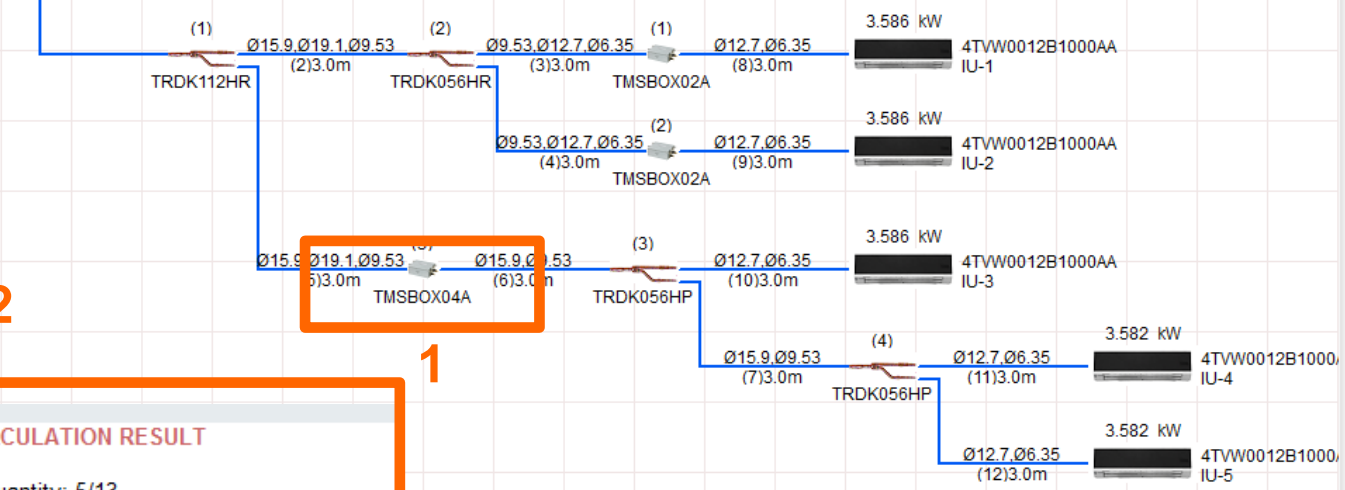 (1)
(2)
(1)
3.586 kW
Ø15.9,Ø19.1,Ø9.53
Ø9.53,Ø12.7,Ø6.35
Ø12.7,Ø6.35
4TVW0012B1000AA
(2)3.0m
(3)3.0m
(8)3.0m
IU-1
TRDK112HR
TRDK056HR
TMSBOX02A
3.586 kW
(2)
Ø9.53,Ø12.7,Ø6.35
Ø12.7,Ø6.35
4TVW0012B1000AA
(4)3.0m
(9)3.0m
IU-2
TMSBOX02A
3.586 kW
(3)
Ø15.9,Ø19.1,Ø9.53
Ø15.9,Ø9.53
Ø12.7,Ø6.35
4TVW0012B1000AA
5)3.0m
(6)3.0m
(10)3.0m
IU-3
TMSBOX04A
TRDK056HP
2
1
3.582 kW
(4)
Ø15.9,Ø9.53
Ø12.7,Ø6.35
4TVW0012B1000
(7)3.0m
(11)3.0m
IU-4
TRDK056HP
3.582 kW
Ø12.7,Ø6.35
4TVW0012B1000
(12)3.0m
IU-5
CULATION RESULT
5/13